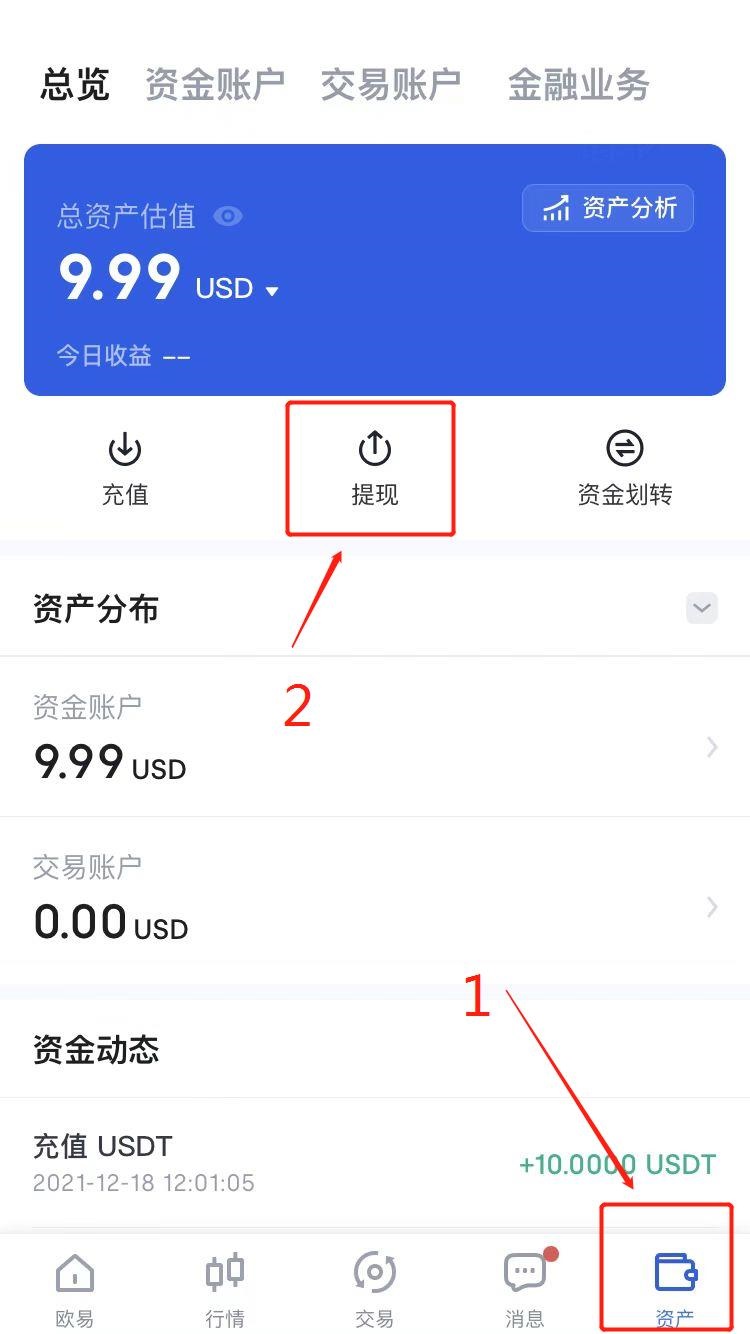 总览 资金账户 交易账户 金融业务
总资产估值 资产分析
9.99 USD
今日收益 --
充值 提现 资金划转
资产分布
2
资金账户
9.99 USD
交易账户
0.00 USD
1
资金动态
充值 USDT
+10.0000 USDT
2021-12-18 12:01:05
欧易 行情 交易 消息 资产